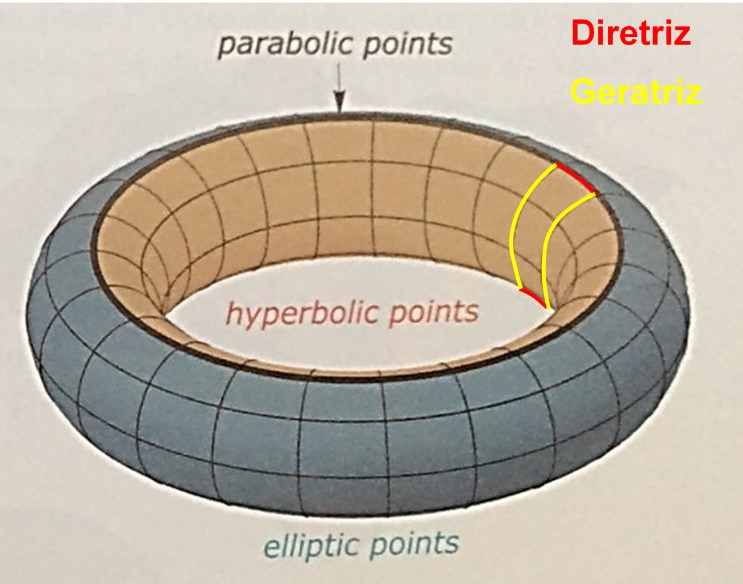 parabolic points
Diretriz
Geratriz
hyperbolic points
elliptic points